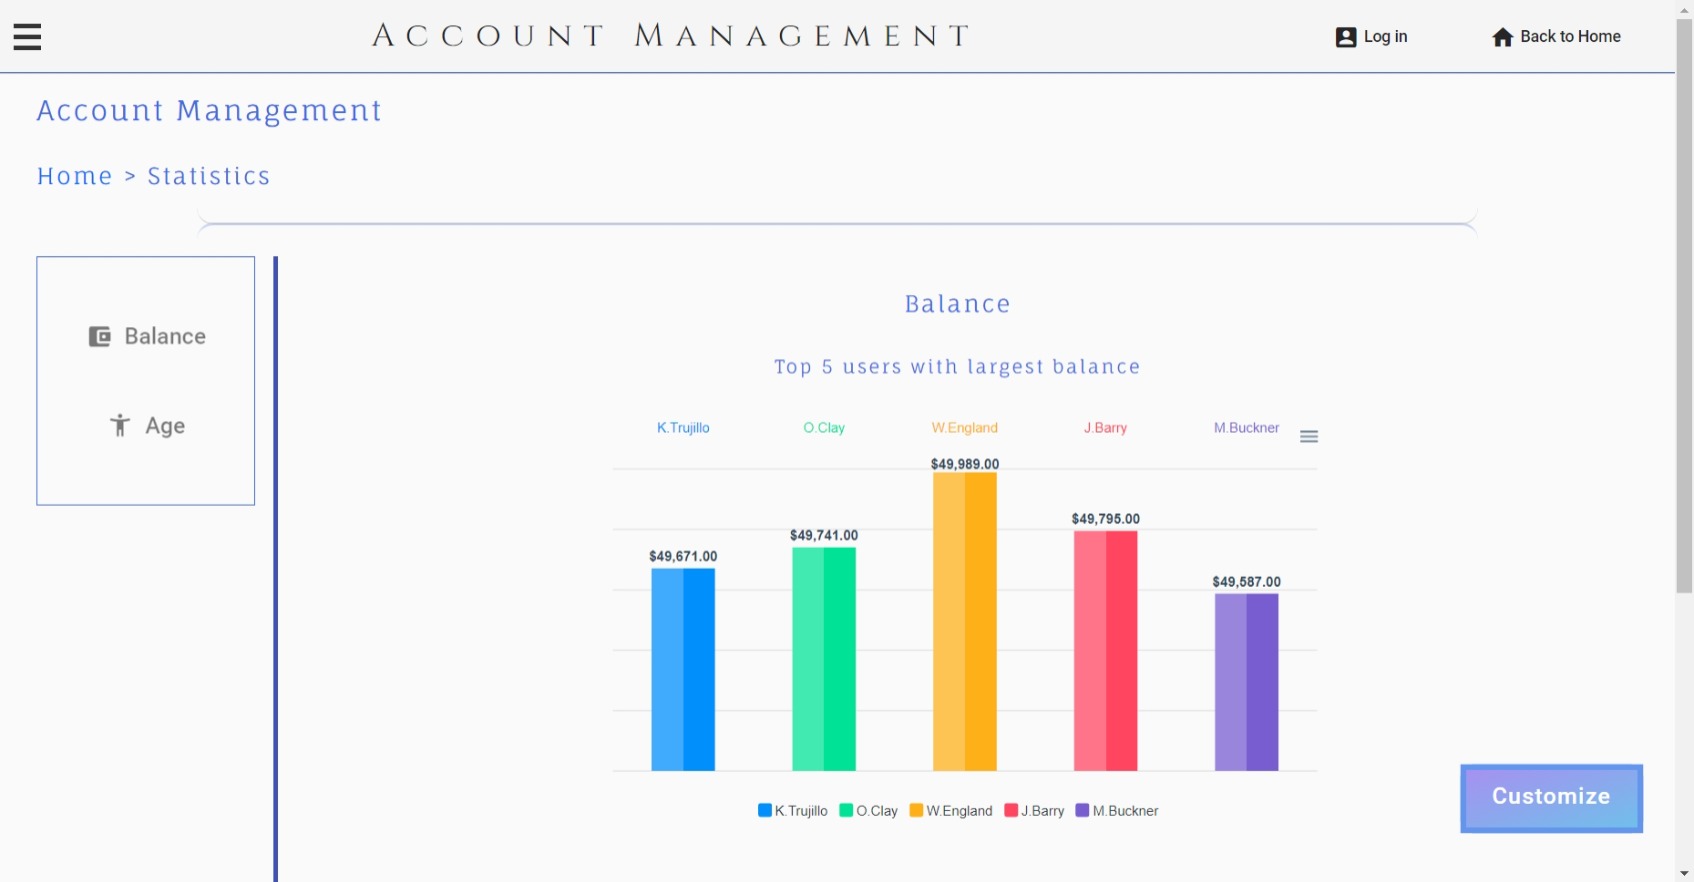 Account Management
Log in
Back to Home
Account Management
Home > Statistics
Balance
Age
Balance
Top 5 users with largest balance
K.Trujillo
O.Clay
W.England
J.Barry
M.Buckner
$49,671.00
$49,741.00
$49,989.00
$49,795.00
$49,587.00
K.Trujillo O.Clay W.England J.Barry M.Buckner
Customize